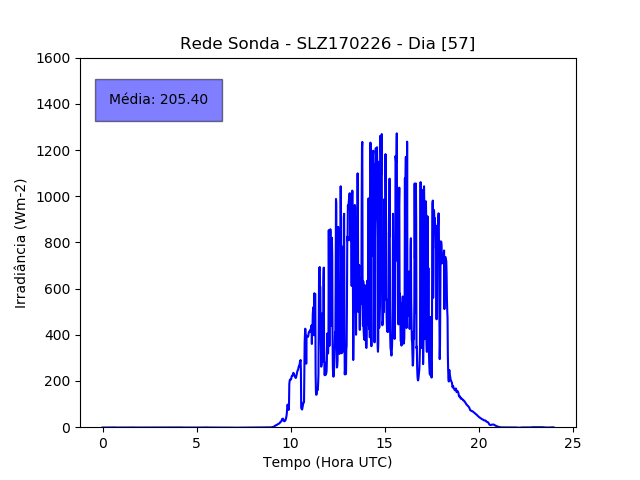 Rede Sonda - SLZ170226 - Dia [57]
1600
1400
1200
1000
800
600
400
200
0
Média: 205.40
Irradiância (Wm-2)
0 5 10 15 20 25
Tempo (Hora UTC)